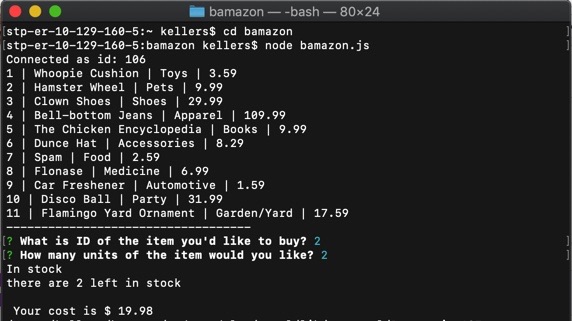 bamazon — -bash — 80×24
[stp-er-10-129-160-5:~ kellers$ cd bamazon]
[stp-er-10-129-160-5:bamazon kellers$ node bamazon.js]
Connected as id: 106
1 | Whoopie Cushion | Toys | 3.59
2 | Hamster Wheel | Pets | 9.99
3 | Clown Shoes | Shoes | 29.99
4 | Bell-bottom Jeans | Apparel | 109.99
5 | The Chicken Encyclopedia | Books | 9.99
6 | Dunce Hat | Accessories | 8.29
7 | Spam | Food | 2.59
8 | Flonase | Medicine | 6.99
9 | Car Freshener | Automotive | 1.59
10 | Disco Ball | Party | 31.99
11 | Flamingo Yard Ornament | Garden/Yard | 17.59
-----------------------------------
[? What is ID of the item you'd like to buy? 2]
[? How many units of the item would you like? 2]
In stock
there are 2 left in stock
Your cost is $ 19.98